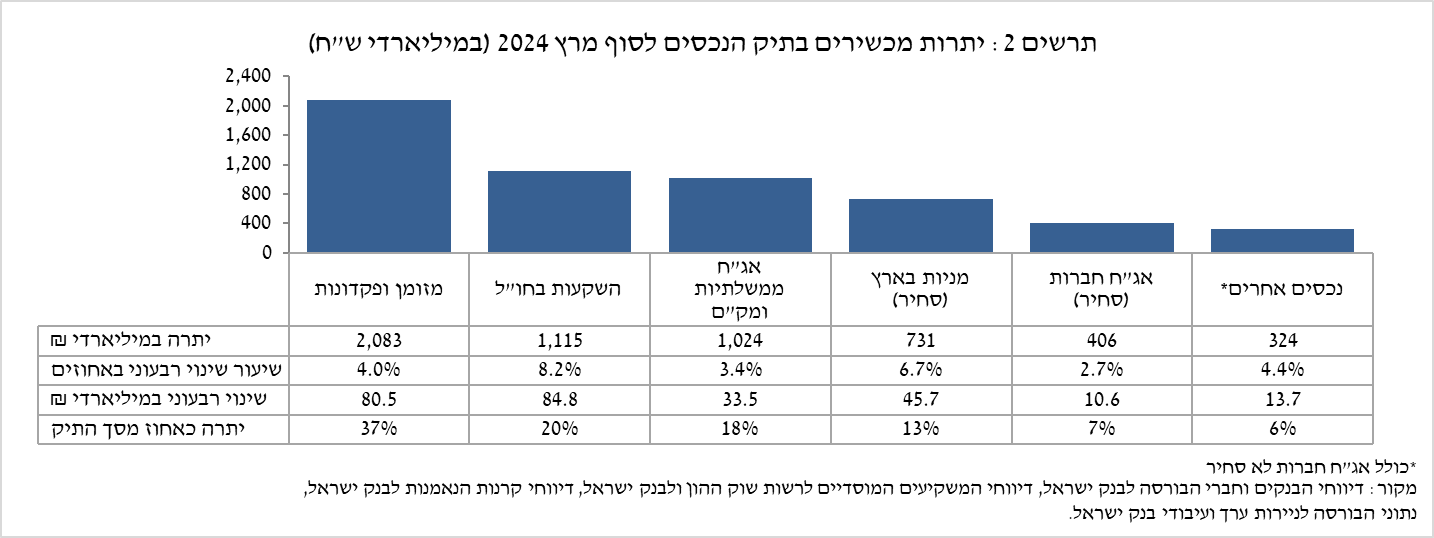 תרשים 2 : יתרות מכשירים בתיק הנכסים לסוף מרץ 2024 (במיליארדי ש"ח)
2,400
2,000
1,600
1,200
800
400
0
מזומן ופקדונות
השקעות בחו"ל
אג"ח
ממשלתיות
ומק"ם
מניות בארץ
(סחיר)
אג"ח חברות
(סחיר)
נכסים אחרים*
יתרה במיליארדי ₪ 2,083 1,115 1,024 731 406 324
שיעור שינוי רבעוני באחוזים 4.0% 8.2% 3.4% 6.7% 2.7% 4.4%
שינוי רבעוני במיליארדי ₪ 80.5 84.8 33.5 45.7 10.6 13.7
יתרה כאחוז מסך התיק 37% 20% 18% 13% 7% 6%
*כולל אג"ח חברות לא סחיר
מקור : דיווחי הבנקים וחברי הבורסה לבנק ישראל, דיווחי המשקיעים המוסדיים לרשות שוק ההון ולבנק ישראל, דיווחי קרנות הנאמנות לבנק ישראל,
נתוני הבורסה לניירות ערך ועיבודי בנק ישראל.